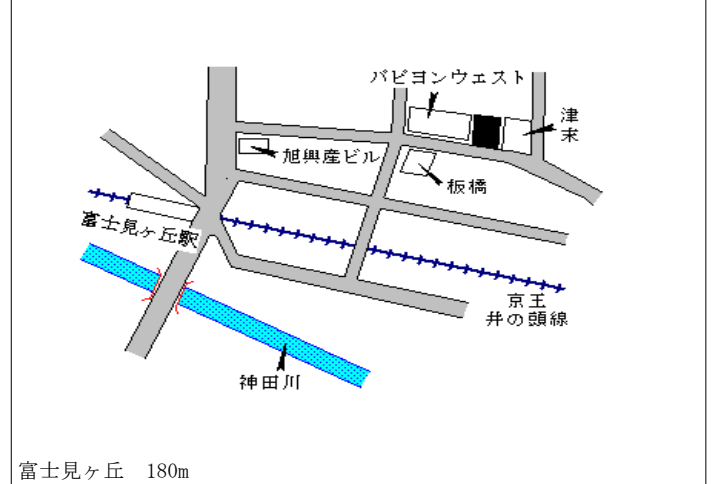 パビヨンウェスト
津
末
旭興産ビル
板橋
富士見ヶ丘駅
京王
井の頭線
神田川
富士見ヶ丘　180m